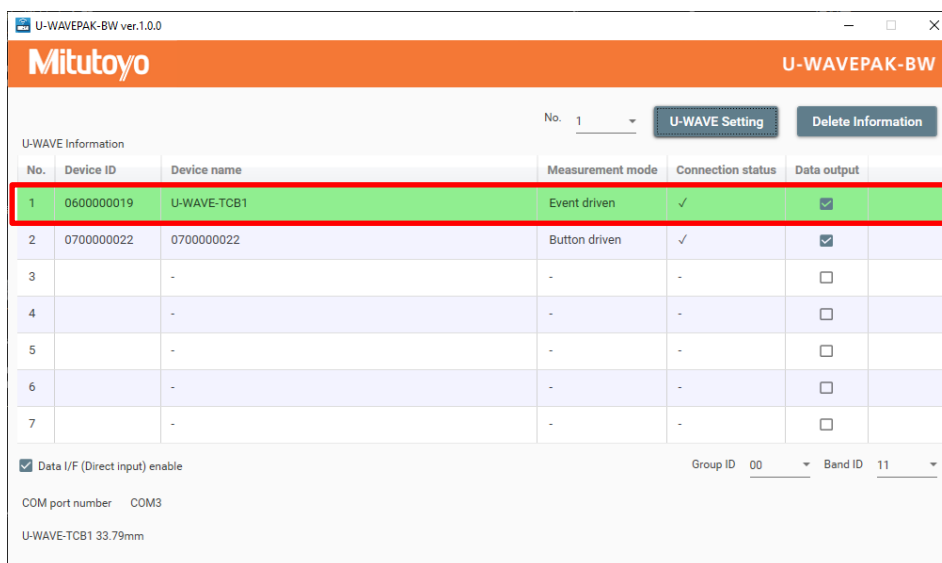 U-WAVEPAK-BW ver.1.0.0
Mitutoyo U-WAVEPAK-BW
No. 1 U-WAVE Setting Delete Information
U-WAVE Information
No. Device ID Device name Measurement mode Connection status Data output
1 0600000019 U-WAVE-TCB1 Event driven ✓
2 0700000022 0700000022 Button driven ✓
3 - - -
4 - - -
5 - - -
6 - - -
7 - - -
Data I/F (Direct input) enable Group ID 00 Band ID 11
COM port number COM3
U-WAVE-TCB1 33.79mm